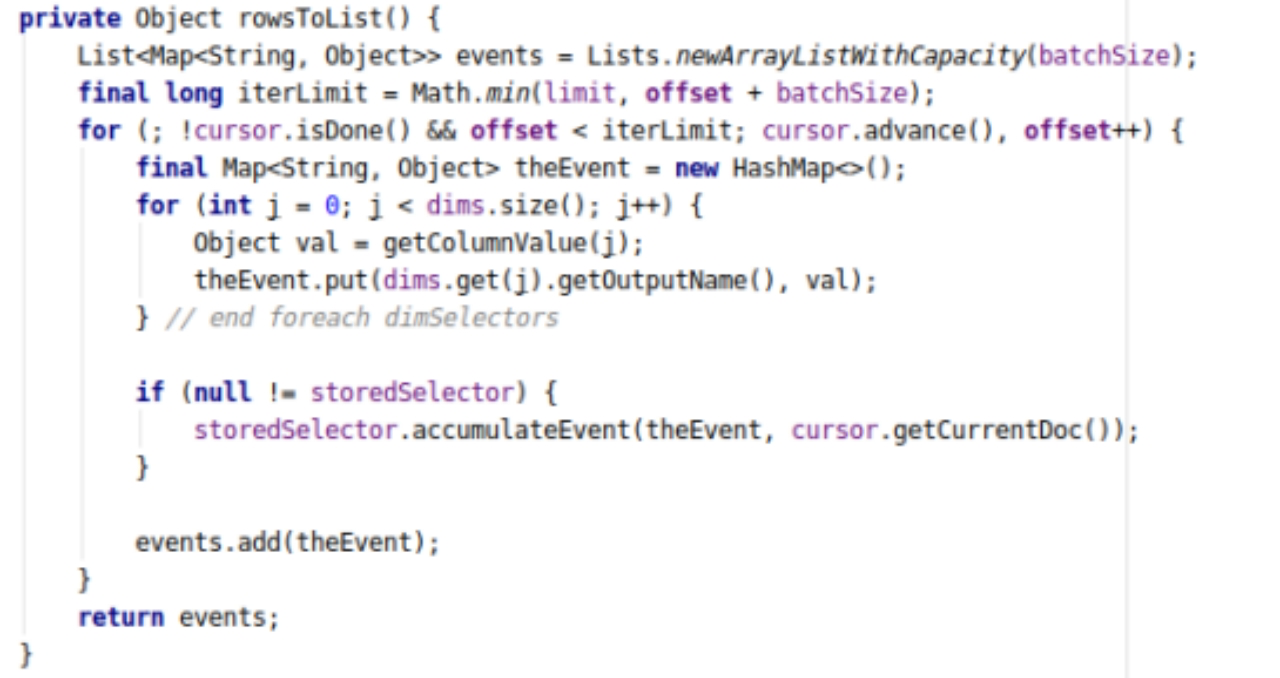 private Object rowsToList() {
    List<Map<String, Object>> events = Lists.newArrayListWithCapacity(batchSize);
    final long iterLimit = Math.min(limit, offset + batchSize);
    for (; !cursor.isDone() && offset < iterLimit; cursor.advance(), offset++) {
        final Map<String, Object> theEvent = new HashMap<>();
        for (int j = 0; j < dims.size(); j++) {
            Object val = getColumnValue(j);
            theEvent.put(dims.get(j).getOutputName(), val);
        } // end foreach dimSelectors

        if (null != storedSelector) {
            storedSelector.accumulateEvent(theEvent, cursor.getCurrentDoc());
        }

        events.add(theEvent);
    }
    return events;
}